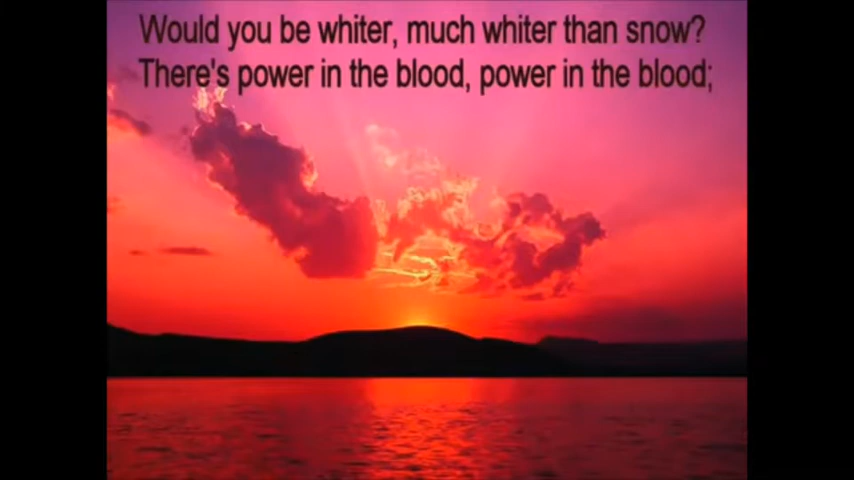 Would you be whiter, much whiter than snow?
There's power in the blood, power in the blood;